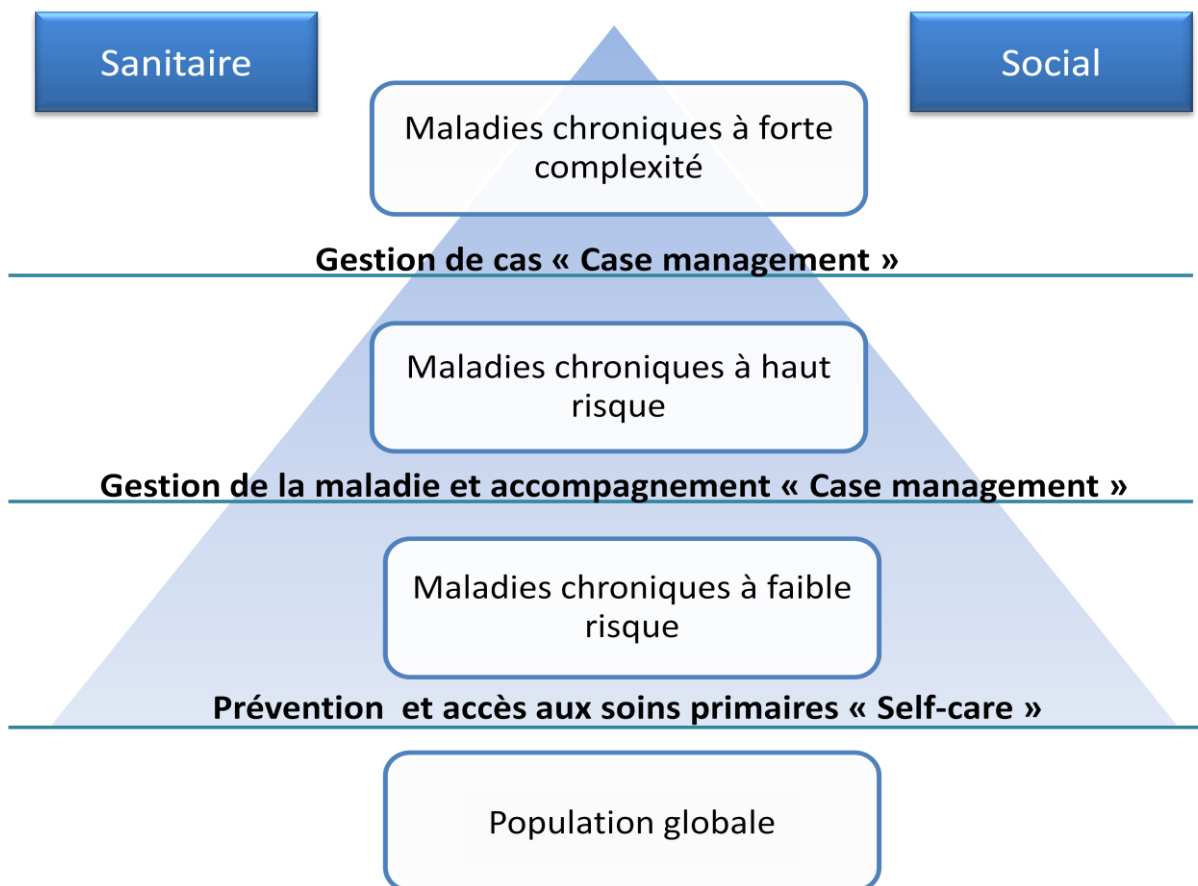 Sanitaire
Social
Maladies chroniques à forte
complexité
Gestion de cas « Case management »
Maladies chroniques à haut
risque
Gestion de la maladie et accompagnement « Case management »
Maladies chroniques à faible
risque
Prévention  et accès aux soins primaires « Self-care »
Population globale